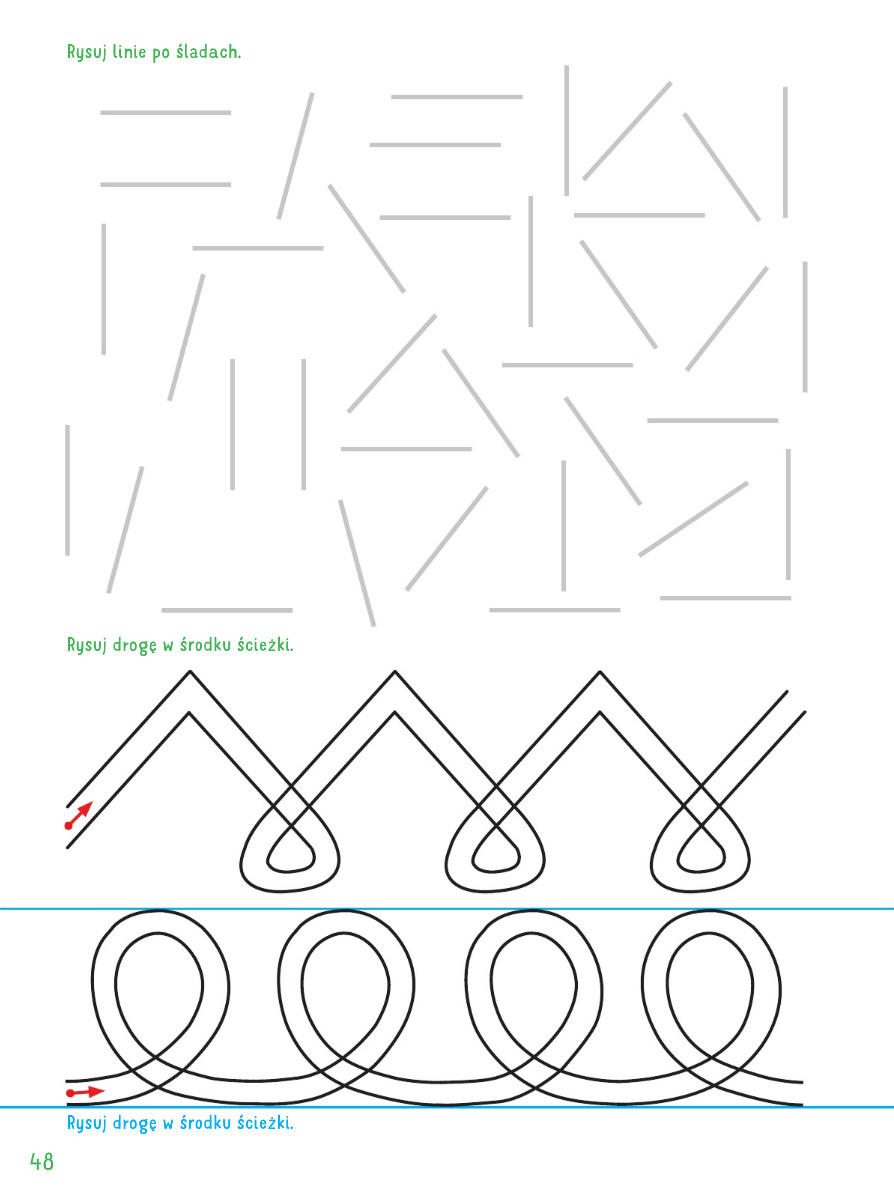 Rysuj linie po śladach.
Rysuj drogę w środku ścieżki.
Rysuj drogę w środku ścieżki.
48